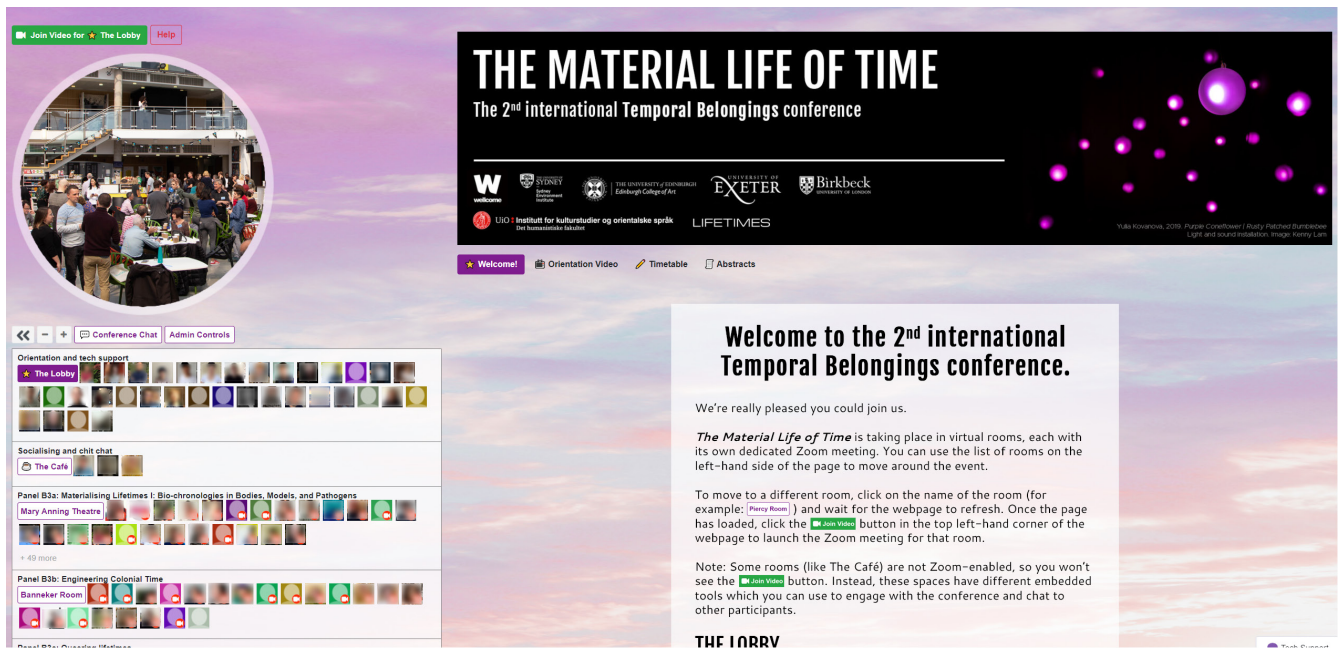 Join Video for The Lobby
Help
THE MATERIAL LIFE OF TIME
The 2nd international Temporal Belongings conference
W
wellcome
THE UNIVERSITY OF
SYDNEY
Sydney
Environment
Institute
THE UNIVERSITY of EDINBURGH
Edinburgh College of Art
UNIVERSITY OF
EXETER
Birkbeck
UNIVERSITY OF LONDON
UiO : Institutt for kulturstudier og orientalske språk
Det humanistiske fakultet
LIFETIMES
Yulia Kovanova, 2019. Purple Coneflower | Rusty Patched Bumblebee
Light and sound installation. Image: Kenny Lam
Welcome!
Orientation Video
Timetable
Abstracts
Conference Chat
Admin Controls
Orientation and tech support
The Lobby
Socialising and chit chat
The Café
Panel B3a: Materialising Lifetimes I: Bio-chronologies in Bodies, Models, and Pathogens
Mary Anning Theatre
+ 49 more
Panel B3b: Engineering Colonial Time
Banneker Room
Welcome to the 2nd international
Temporal Belongings conference.
We're really pleased you could join us.
The Material Life of Time is taking place in virtual rooms, each with
its own dedicated Zoom meeting. You can use the list of rooms on the
left-hand side of the page to move around the event.
To move to a different room, click on the name of the room (for
example: Piercy Room ) and wait for the webpage to refresh. Once the page
has loaded, click the Join Video button in the top left-hand corner of the
webpage to launch the Zoom meeting for that room.
Note: Some rooms (like The Café) are not Zoom-enabled, so you won't
see the Join Video button. Instead, these spaces have different embedded
tools which you can use to engage with the conference and chat to
other participants.
THE LOBBY
Tech Support